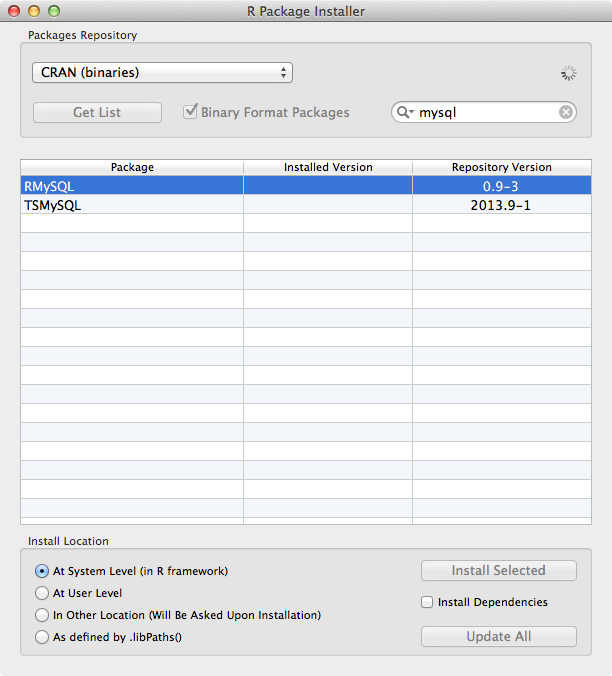 R Package Installer
Packages Repository
CRAN (binaries)
Get List
Binary Format Packages
mysql
Package Installed Version Repository Version
RMySQL 0.9-3
TSMySQL 2013.9-1
Install Location
At System Level (in R framework)
Install Selected
At User Level
Install Dependencies
In Other Location (Will Be Asked Upon Installation)
As defined by .libPaths()
Update All